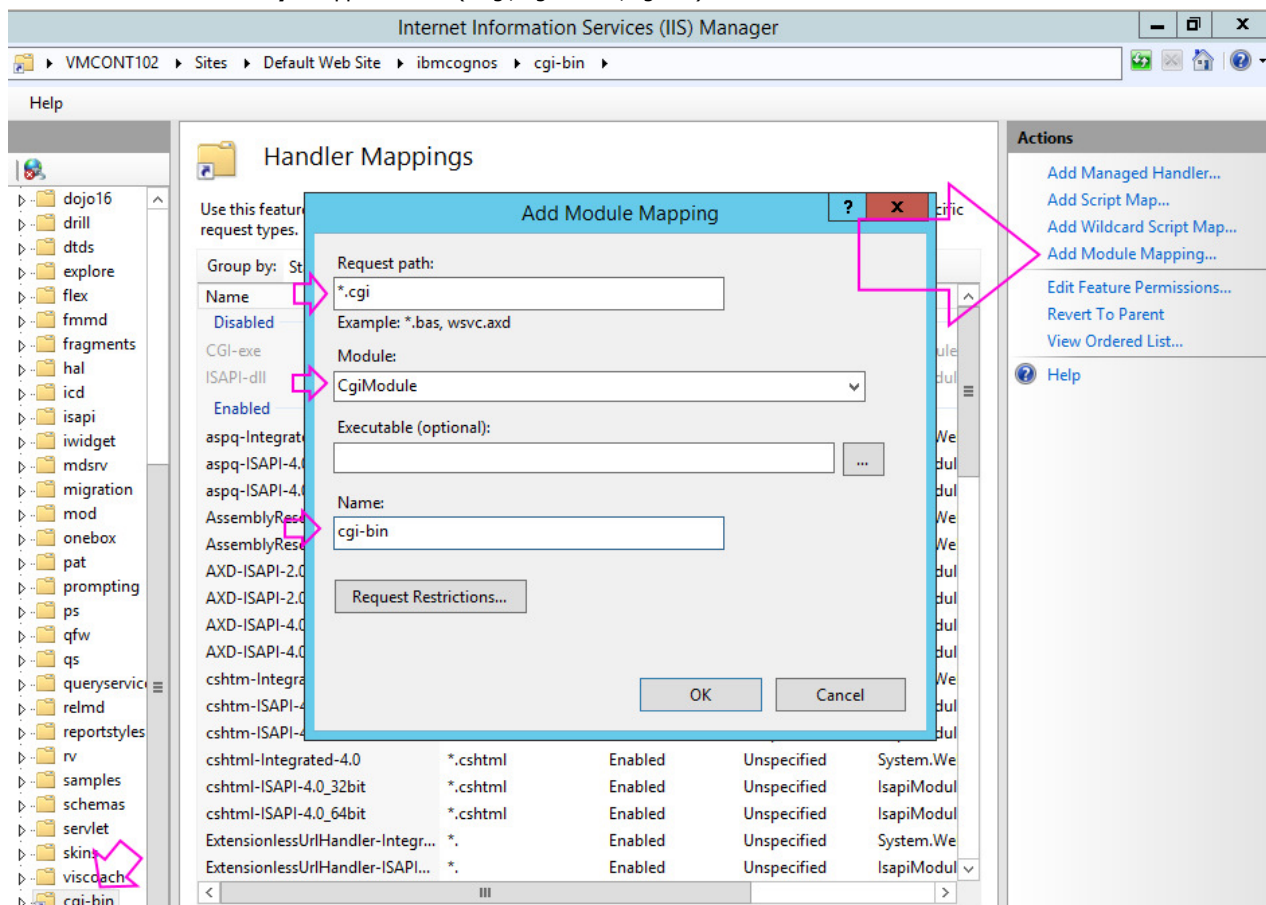 Internet Information Services (IIS) Manager
VMCONT102 Sites Default Web Site ibmcognos cgi-bin
Help
Handler Mappings
Use this feature
request types.
Group by:
Name
Disabled
CGI-exe
ISAPI-dll
Enabled
cshtml-Integrated-4.0 *.cshtml Enabled Unspecified
cshtml-ISAPI-4.0_32bit *.cshtml Enabled Unspecified
cshtml-ISAPI-4.0_64bit *.cshtml Enabled Unspecified
ExtensionlessUrlHandler-Integr... *. Enabled Unspecified
ExtensionlessUrlHandler-ISAPI... *. Enabled Unspecified
dojo16
drill
dtds
explore
flex
fmmd
fragments
hal
icd
isapi
iwidget
mdsrv
migration
mod
onebox
pat
prompting
ps
qfw
qs
relmd
reportstyles
rv
samples
schemas
servlet
skins
viscoach
cgi-bin
Add Module Mapping
Request path:
*.cgi
Example: *.bas, wsvc.axd
Module:
CgiModule
Executable (optional):
...
Name:
cgi-bin
Request Restrictions...
OK Cancel
Actions
Add Managed Handler...
Add Script Map...
Add Wildcard Script Map...
Add Module Mapping...
Edit Feature Permissions...
Revert To Parent
View Ordered List...
Help